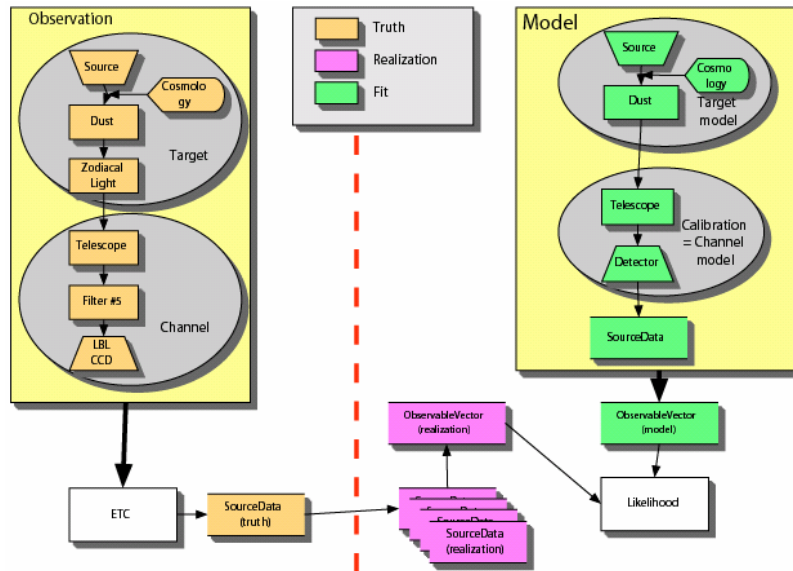 Observation
Source
Cosmolo
gy
Dust
Zodiacal
Light
Target
Telescope
Filter #5
LBL
CCD
Channel
ETC
SourceData
(truth)
Truth
Realization
Fit
ObservableVector
(realization)
SourceData
SourceData
(realization)
Model
Source
Cosmo
logy
Dust
Target
model
Telescope
Detector
Calibration
= Channel
model
SourceData
ObservableVector
(model)
Likelihood